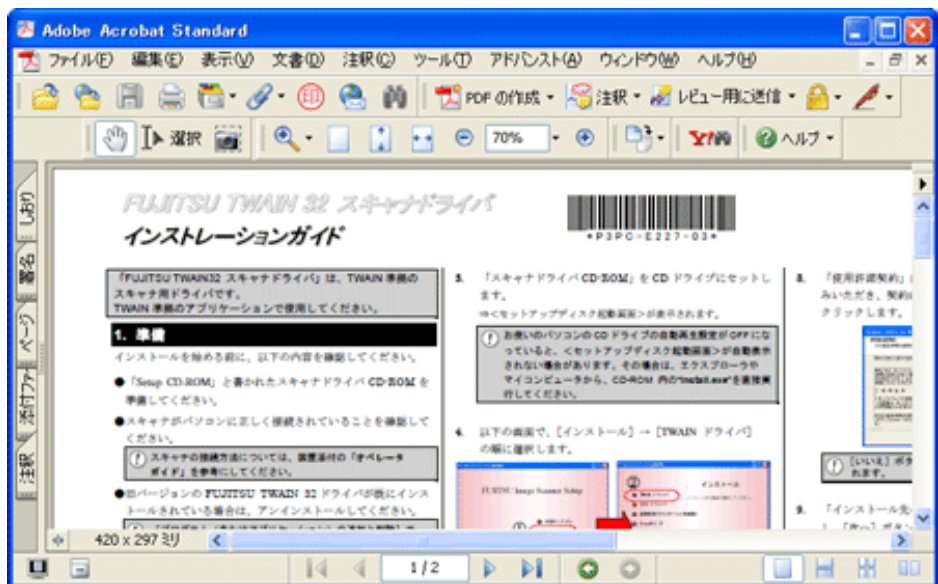 Adobe Acrobat Standard
ファイル(F) 編集(E) 表示(V) 文書(D) 注釈(C) ツール(T) アドバンスト(A) ウィンドウ(W) ヘルプ(H)
PDF の作成 注釈 レビュー用に送信
選択 70% Y! ヘルプ
しおり
署名
ページ
添付ファ
注釈
FUJITSU TWAIN 32 スキャナドライバ
インストレーションガイド
*P3PC-E227-03*
「FUJITSU TWAIN32 スキャナドライバ」は、TWAIN 準拠の
スキャナ用ドライバです。
TWAIN 準拠のアプリケーションで使用してください。
1. 準備
インストールを始める前に、以下の内容を確認してください。
●「Setup CD-ROM」と書かれたスキャナドライバ CD-ROM を
準備してください。
●スキャナがパソコンに正しく接続されていることを確認して
ください。
スキャナの接続方法については、装置添付の「オペレータ
ガイド」を参考にしてください。
●旧バージョンの FUJITSU TWAIN 32 ドライバが既にインス
トールされている場合は、アンインストールしてください。
3. 「スキャナドライバ CD-ROM」を CD ドライブにセットし
ます。
⇒<セットアップディスク起動画面>が表示されます。
お使いのパソコンの CD ドライブの自動再生設定が OFF にな
っていると、<セットアップディスク起動画面>が自動表示
されない場合があります。その場合は、エクスプローラや
マイコンピュータから、CD-ROM 内の"Install.exe"を直接実
行してください。
4. 以下の画面で、[インストール] → [TWAIN ドライバ]
の順に選択します。
FUJITSU Image Scanner Setup
インストール
8. 「使用許諾契約」
みいただき、契約
クリックします。
[いいえ] ボタ
れます。
9. 「インストール先
420 x 297 ミリ
1/2